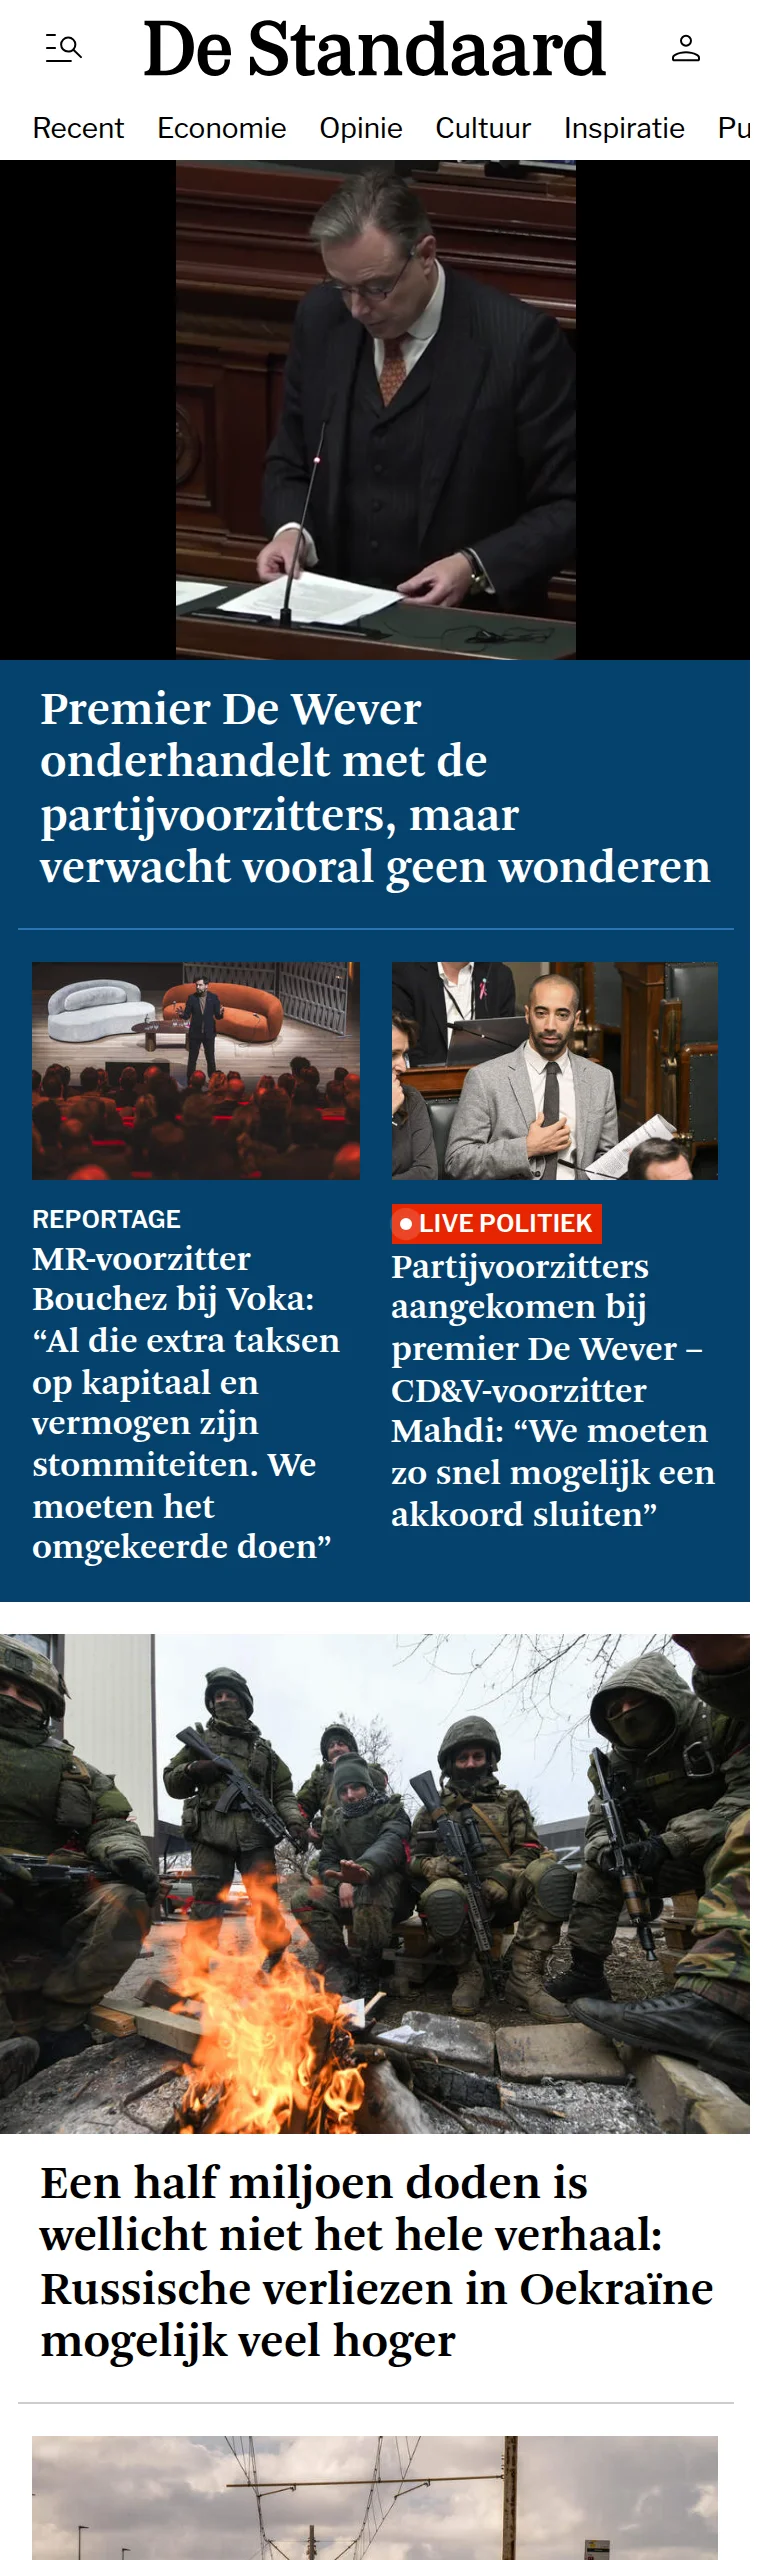 De Standaard
Recent Economie Opinie Cultuur Inspiratie Pu
Premier De Wever
onderhandelt met de
partijvoorzitters, maar
verwacht vooral geen wonderen
REPORTAGE
MR-voorzitter
Bouchez bij Voka:
“Al die extra taksen
op kapitaal en
vermogen zijn
stommiteiten. We
moeten het
omgekeerde doen”
LIVE POLITIEK
Partijvoorzitters
aangekomen bij
premier De Wever –
CD&V-voorzitter
Mahdi: “We moeten
zo snel mogelijk een
akkoord sluiten”
Een half miljoen doden is
wellicht niet het hele verhaal:
Russische verliezen in Oekraïne
mogelijk veel hoger